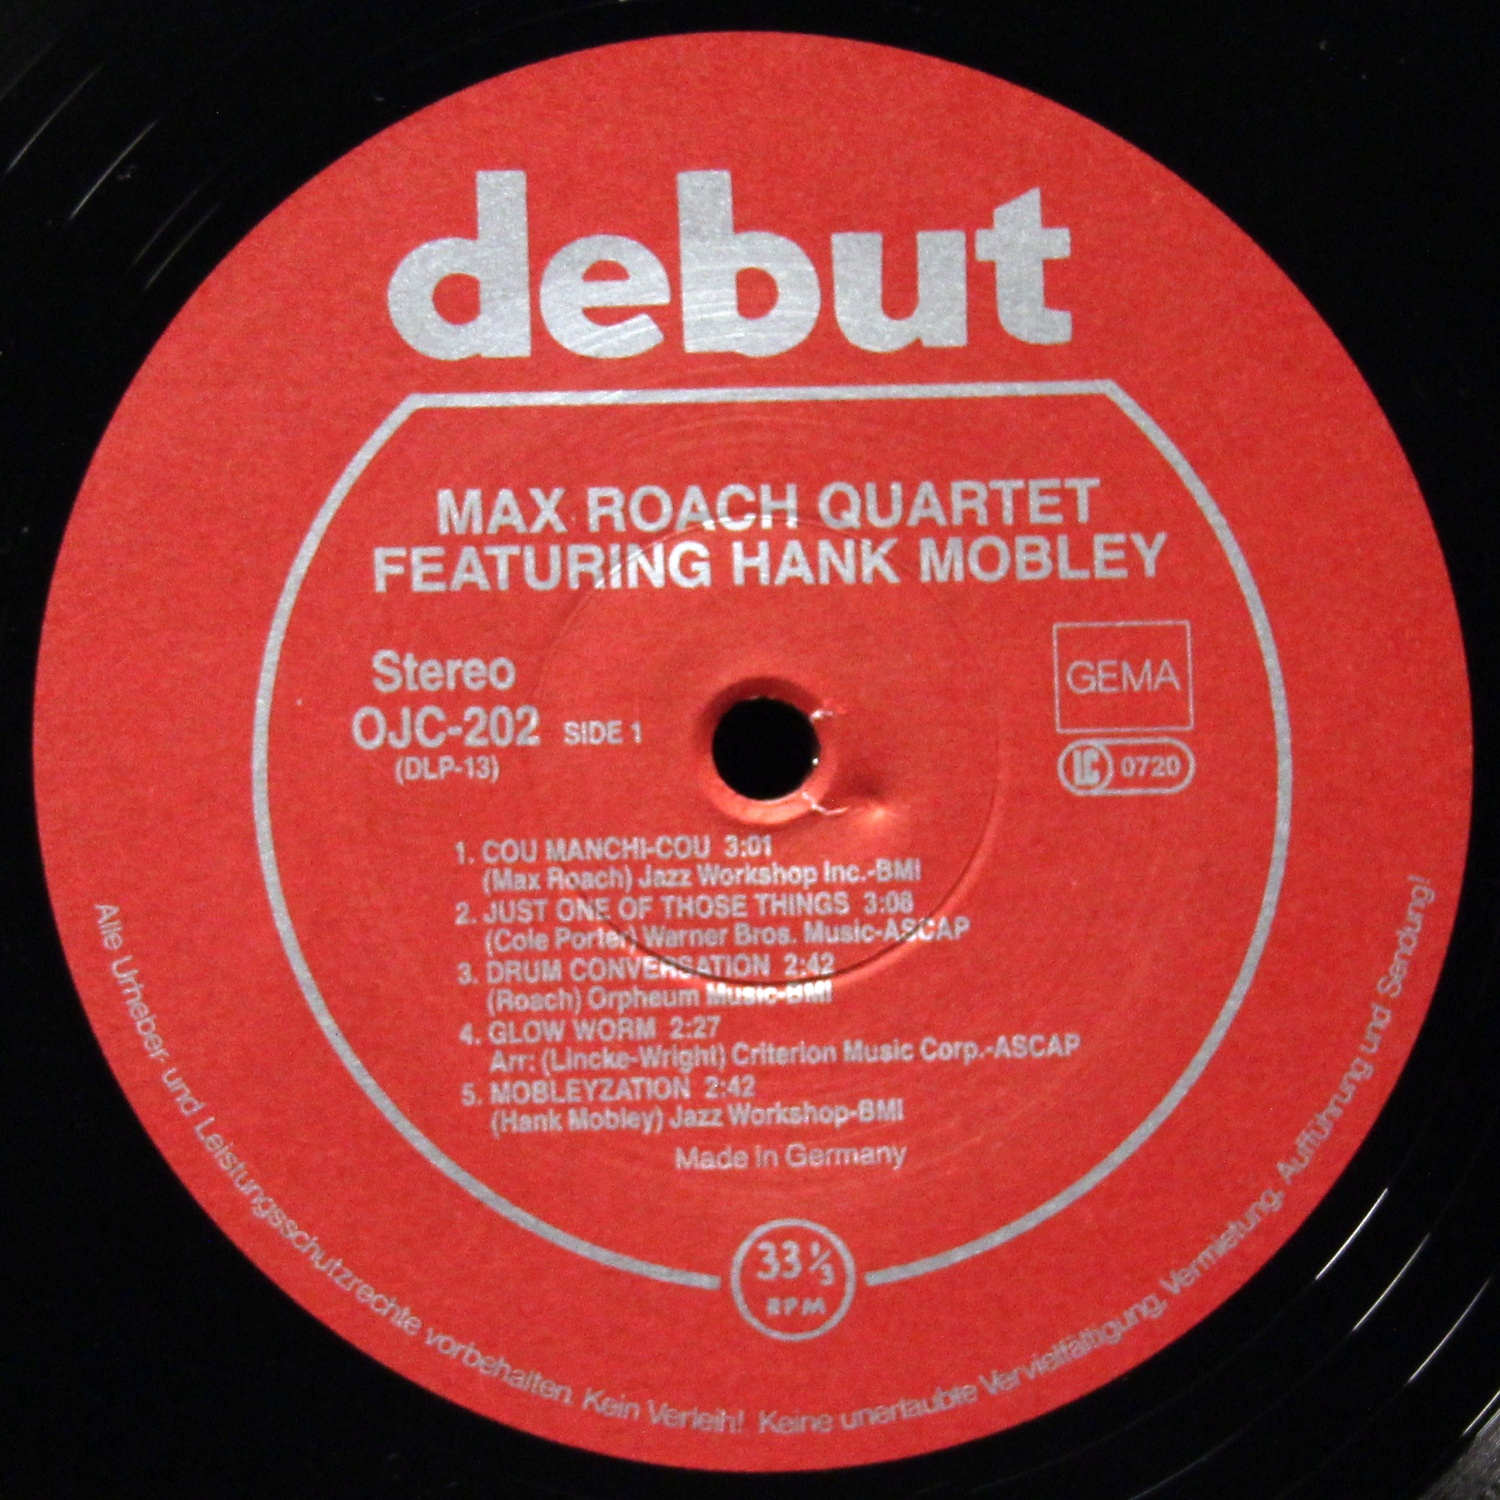 debut
MAX ROACH QUARTET
FEATURING HANK MOBLEY
Stereo
OJC-202 SIDE 1
(DLP-13)
GEMA
LC 0720
1. COU MANCHI-COU 3:01
(Max Roach) Jazz Workshop Inc.-BMI
2. JUST ONE OF THOSE THINGS 3:08
(Cole Porter) Warner Bros. Music-ASCAP
3. DRUM CONVERSATION 2:42
(Roach) Orpheum Music-BMI
4. GLOW WORM 2:27
Arr: (Lincke-Wright) Criterion Music Corp.-ASCAP
5. MOBLEYZATION 2:42
(Hank Mobley) Jazz Workshop-BMI
Made in Germany
33 1/3
RPM
Alle Urheber- und Leistungsschutzrechte vorbehalten. Kein Verleih! Keine unerlaubte Vervielfältigung, Vermietung, Aufführung und Sendung!